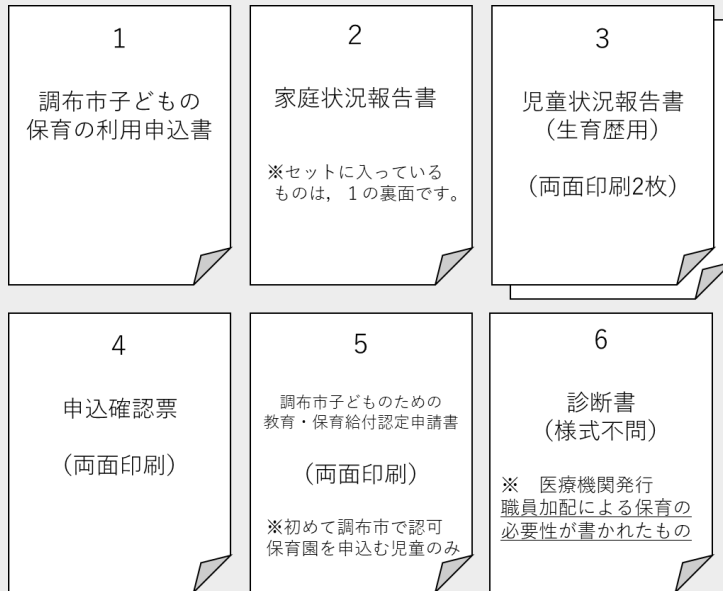 1
調布市子どもの
保育の利用申込書
2
家庭状況報告書
※セットに入っている
ものは，１の裏面です。
3
児童状況報告書
(生育歴用)
(両面印刷2枚)
4
申込確認票
(両面印刷)
5
調布市子どものための
教育・保育給付認定申請書
(両面印刷)
※初めて調布市で認可
保育園を申込む児童のみ
6
診断書
(様式不問)
※　医療機関発行
職員加配による保育の
必要性が書かれたもの